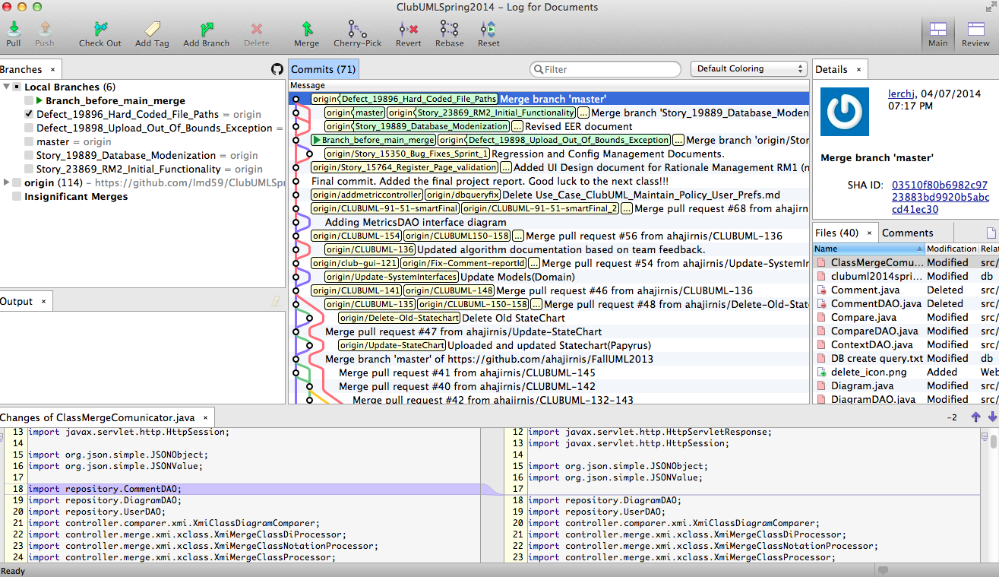 ClubUMLSpring2014 – Log for Documents
Pull Push Check Out Add Tag Add Branch Delete Merge Cherry-Pick Revert Rebase Reset Main Review
Branches ×
Local Branches (6)
Branch_before_main_merge
Defect_19896_Hard_Coded_File_Paths = origin
Defect_19898_Upload_Out_Of_Bounds_Exception =
master = origin
Story_19889_Database_Modenization = origin
Story_23869_RM2_Initial_Functionality = origin
origin (114) – https://github.com/lmd59/ClubUMLSp
Insignificant Merges
Output ×
Commits (71)
Filter
Default Coloring
Message
origin/ Defect_19896_Hard_Coded_File_Paths Merge branch 'master'
origin/ master origin/ Story_23869_RM2_Initial_Functionality ... Merge branch 'Story_19889_Database_Moden
origin/ Story_19889_Database_Modenization ... Revised EER document
Branch_before_main_merge origin/ Defect_19898_Upload_Out_Of_Bounds_Exception ... Merge branch 'origin/Stor
origin/Story_15350_Bug_Fixes_Sprint_1 Regression and Config Management Documents.
origin/Story_15764_Register_Page_validation ... Added UI Design document for Rationale Management RM1 (n
Final commit. Added the final project report. Good luck to the next class!!!
origin/addmetriccontroller origin/dbqueryfix Delete Use_Case_ClubUML_Maintain_Policy_User_Prefs.md
origin/CLUBUML-91-51-smartFinal origin/CLUBUML-91-51-smartFinal_2 ... Merge pull request #68 from ahajirn
Adding MetricsDAO interface diagram
origin/CLUBUML-154 origin/CLUBUML150-158 ... Merge pull request #56 from ahajirnis/CLUBUML-136
origin/CLUBUML-136 Updated algorithm documentation based on team feedback.
origin/club-gui-121 origin/Fix-Comment-reportId ... Merge pull request #54 from ahajirnis/Update-SystemIn
origin/Update-SystemInterfaces Update Models(Domain)
origin/CLUBUML-141 origin/CLUBUML-148 Merge pull request #46 from ahajirnis/CLUBUML-136
origin/CLUBUML-135 origin/CLUBUML-150-158 ... Merge pull request #48 from ahajirnis/Delete-Old-State
origin/Delete-Old-Statechart Delete Old StateChart
Merge pull request #47 from ahajirnis/Update-StateChart
origin/Update-StateChart Uploaded and updated Statechart(Papyrus)
Merge branch 'master' of https://github.com/ahajirnis/FallUML2013
Merge pull request #41 from ahajirnis/CLUBUML-145
Merge pull request #40 from ahajirnis/CLUBUML-142
Merge pull request #42 from ahajirnis/CLUBUML-132-143
Details ×
lerchj, 04/07/2014
07:17 PM
Merge branch 'master'
SHA ID: 03510f80b6982c97
23883bd9920b5abc
cd41ec30
Files (40) × Comments
Name Modification Rela
ClassMergeComu... Modified src/
clubuml2014spri... Modified db
Comment.java Deleted src/
CommentDAO.java Deleted src/
Compare.java Modified src/
CompareDAO.java Modified src/
ContextDAO.java Modified src/
DB create query.txt Modified db
delete_icon.png Added Web
Diagram.java Modified src/
DiagramDAO.java Modified src/
Changes of ClassMergeComunicator.java ×
-2
13 import javax.servlet.http.HttpSession;
14
15 import org.json.simple.JSONObject;
16 import org.json.simple.JSONValue;
17
18 import repository.CommentDAO;
19 import repository.DiagramDAO;
20 import repository.UserDAO;
21 import controller.comparer.xmi.XmiClassDiagramComparer;
22 import controller.merge.xmi.xclass.XmiMergeClassDiProcessor;
23 import controller.merge.xmi.xclass.XmiMergeClassNotationProcessor;
24 import controller.merge.xmi.xclass.XmiMergeClassProcessor;
12 import javax.servlet.http.HttpServletResponse;
13 import javax.servlet.http.HttpSession;
14
15 import org.json.simple.JSONObject;
16 import org.json.simple.JSONValue;
17
18 import repository.DiagramDAO;
19 import repository.UserDAO;
20 import controller.comparer.xmi.XmiClassDiagramComparer;
21 import controller.merge.xmi.xclass.XmiMergeClassDiProcessor;
22 import controller.merge.xmi.xclass.XmiMergeClassNotationProcessor;
23 import controller.merge.xmi.xclass.XmiMergeClassProcessor;
Ready